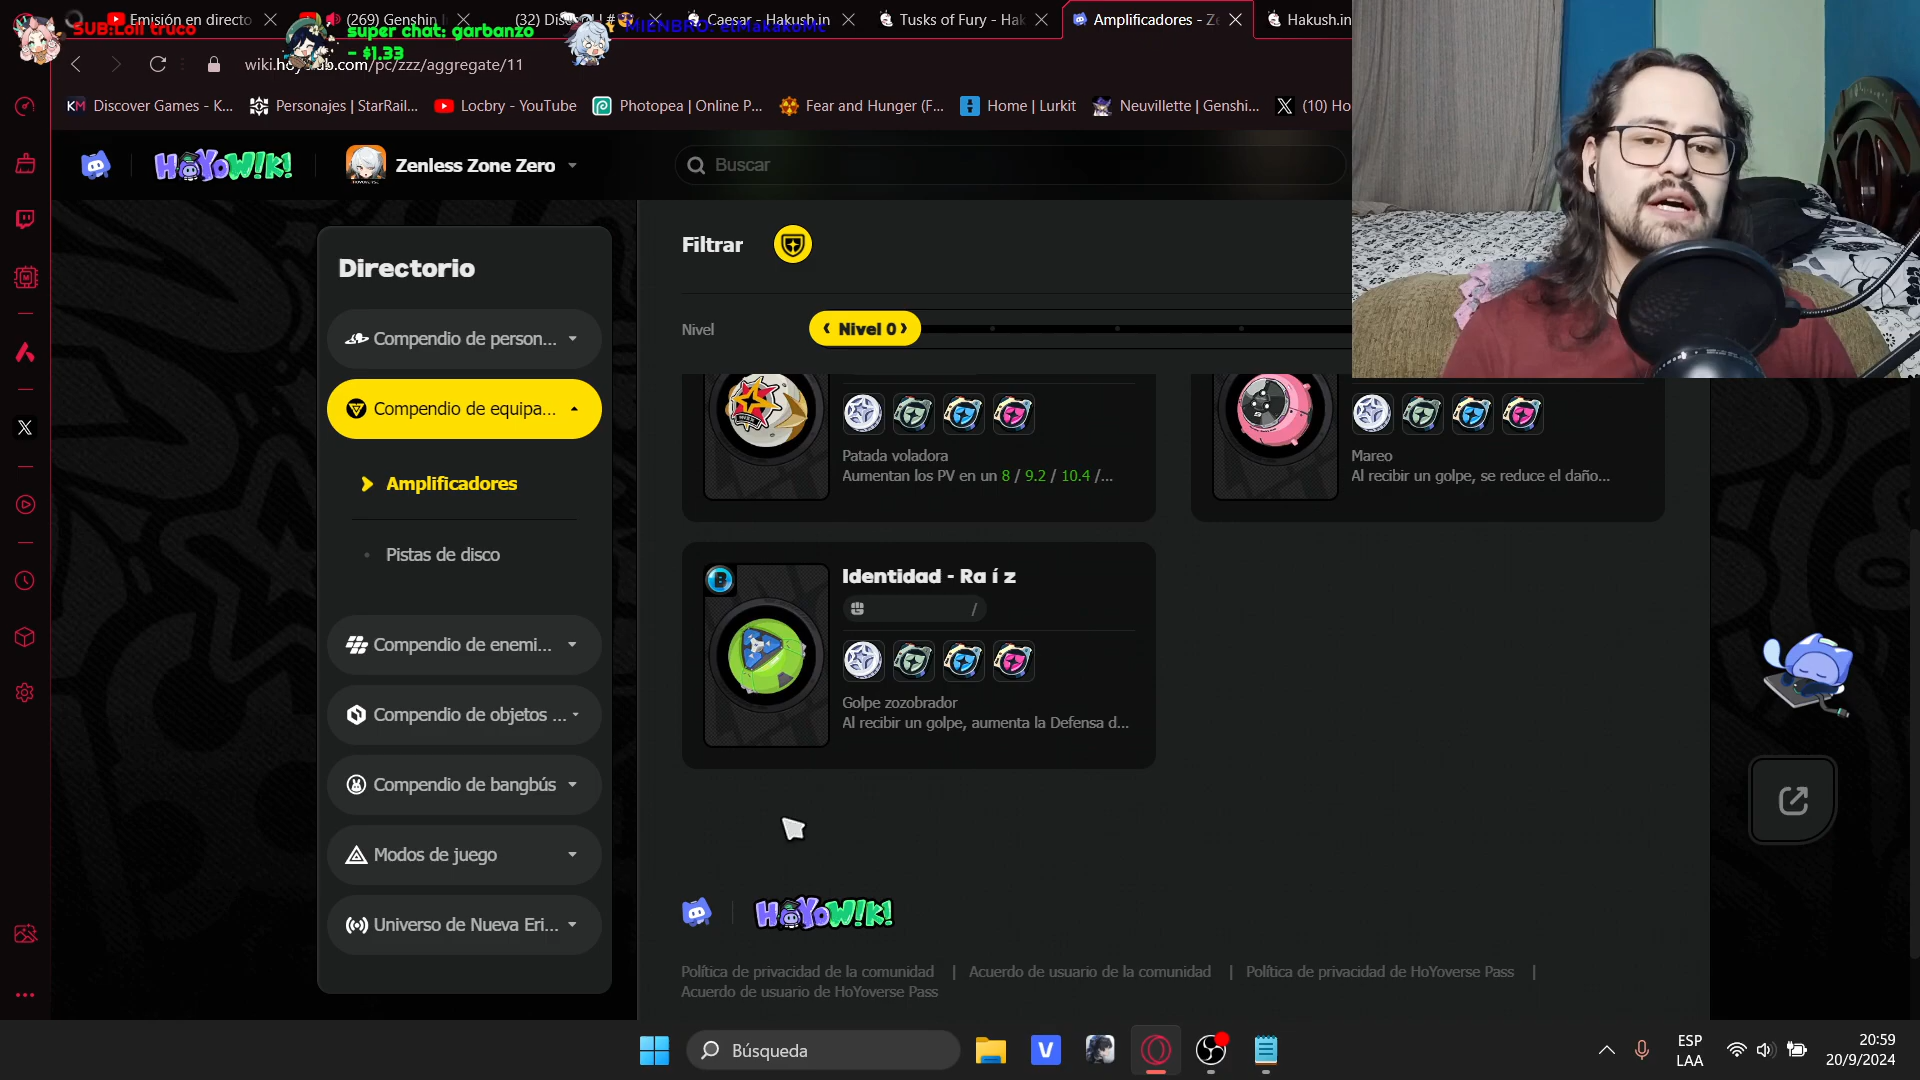 Emisión en directo
(269) Genshin I
(32) Disc
Caesar - Hakush.in
Tusks of Fury - Hak
Amplificadores - Ze
Hakush.in
SUB:Loli truco
super chat: garbanzo
- $1.33
MIENBRO: elMakakoMc
wiki.hoyolab.com/pc/zzz/aggregate/11
KM Discover Games - K...
Personajes | StarRail...
Locbry - YouTube
Photopea | Online P...
Fear and Hunger (F...
Home | Lurkit
Neuvillette | Genshi...
(10) Ho
HoYoWiKi
Zenless Zone Zero
Buscar
Directorio
Compendio de person...
Compendio de equipa...
Amplificadores
Pistas de disco
Compendio de enemi...
Compendio de objetos ...
Compendio de bangbús
Modos de juego
Universo de Nueva Eri...
Filtrar
Nivel
Nivel 0
Patada voladora
Aumentan los PV en un 8 / 9.2 / 10.4 /...
Mareo
Al recibir un golpe, se reduce el daño...
Identidad - Raíz
/
Golpe zozobrador
Al recibir un golpe, aumenta la Defensa d...
HoYoWiKi
Política de privacidad de la comunidad | Acuerdo de usuario de la comunidad | Política de privacidad de HoYoverse Pass |
Acuerdo de usuario de HoYoverse Pass
Búsqueda
ESP
LAA
20:59
20/9/2024